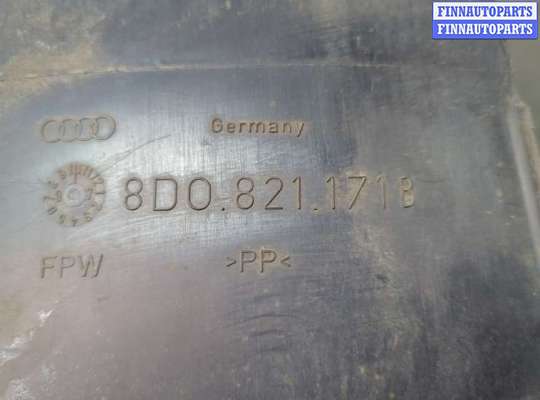 FINNAUTOPARTS
FINNAUTOPARTS
Germany
8D0.821.171B
FPW
>PP<